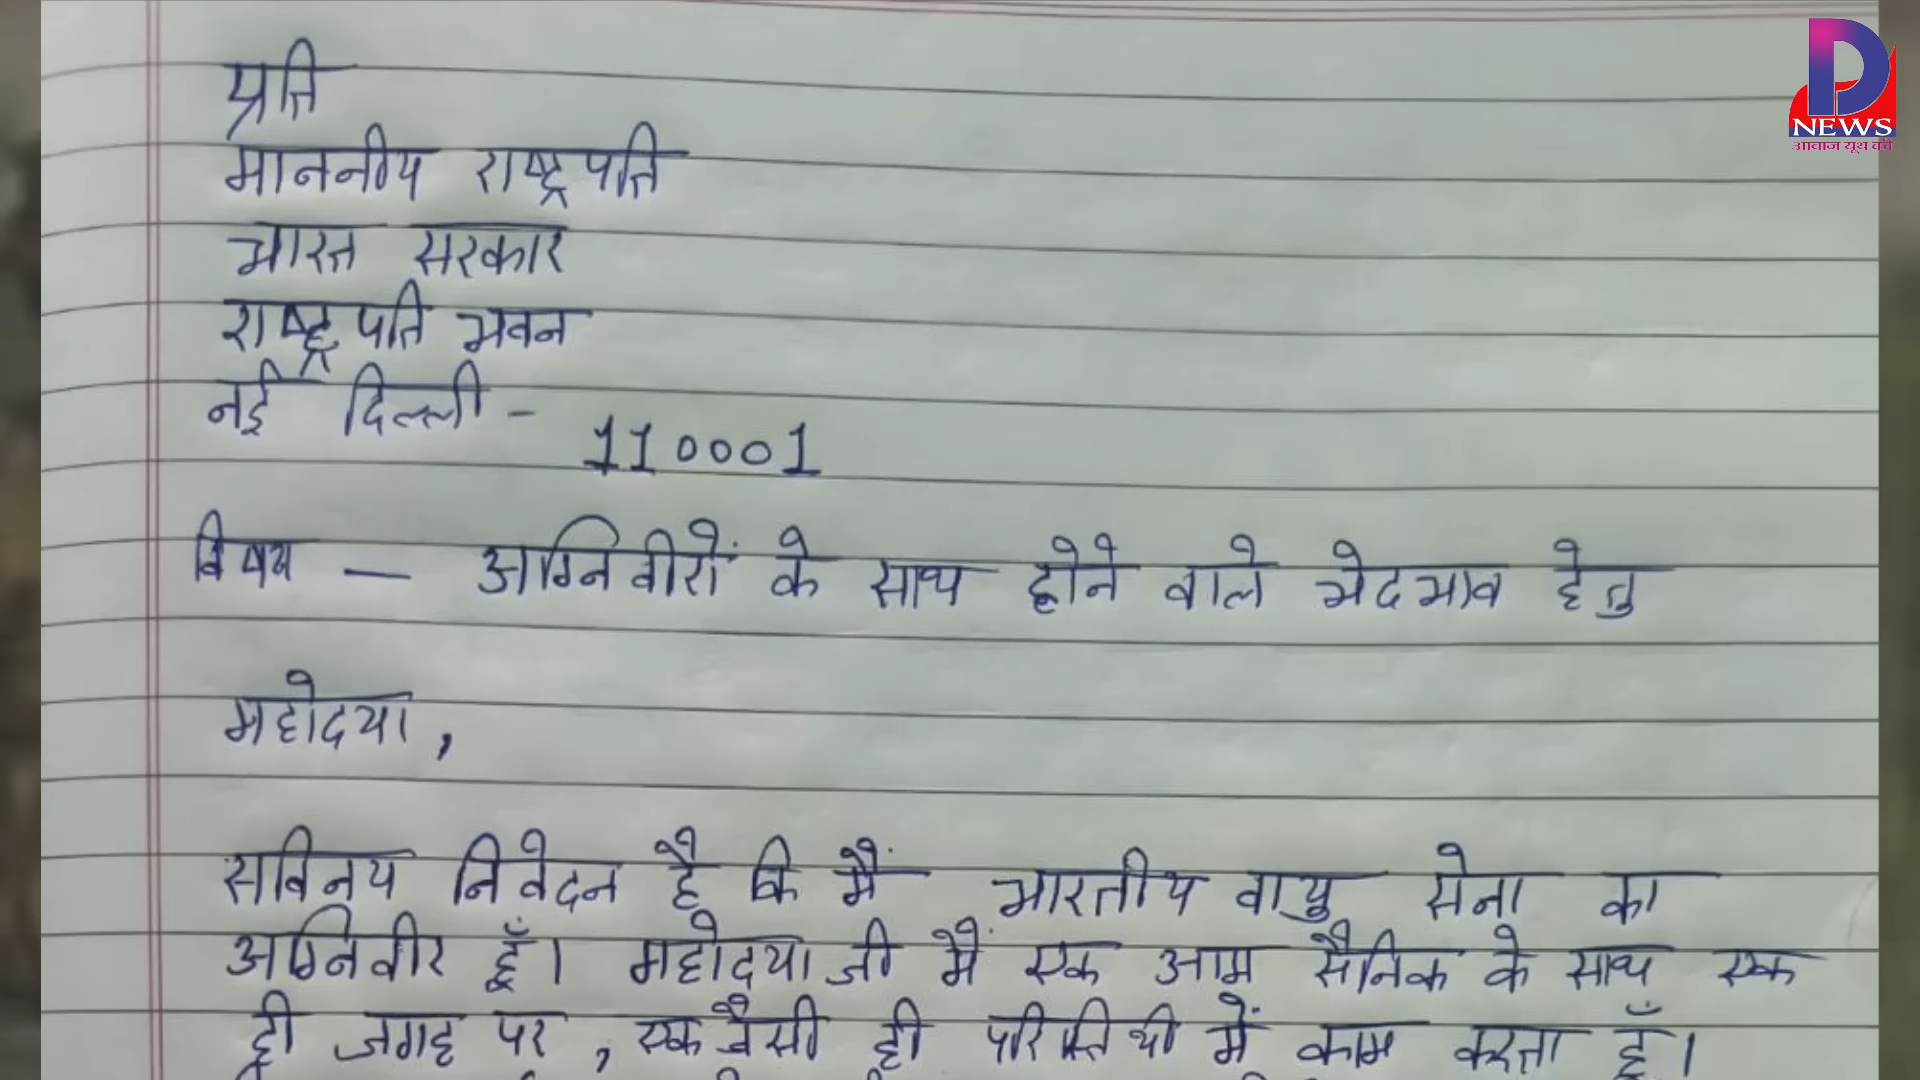 प्रति
माननीय राष्ट्रपति
भारत सरकार
राष्ट्रपति भवन
नई दिल्ली -
110001
विषय — अग्निवीरों के साथ होने वाले भेदभाव हेतु
महोदया,
सविनय निवेदन है कि मैं भारतीय वायु सेना का
अग्निवीर हूँ। महोदया जी में एक आम सैनिक के साथ एक
ही जगह पर, एक जैसी ही परिस्तिथी में काम करता हूँ।
D
NEWS
आवाज यूथ की